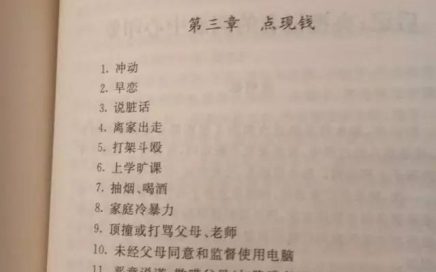 第三章 点现钱
1. 冲动
2. 早恋
3. 说脏话
4. 离家出走
5. 打架斗殴
6. 上学旷课
7. 抽烟、喝酒
8. 家庭冷暴力
9. 顶撞或打骂父母、老师
10. 未经父母同意和监督使用电脑
11.